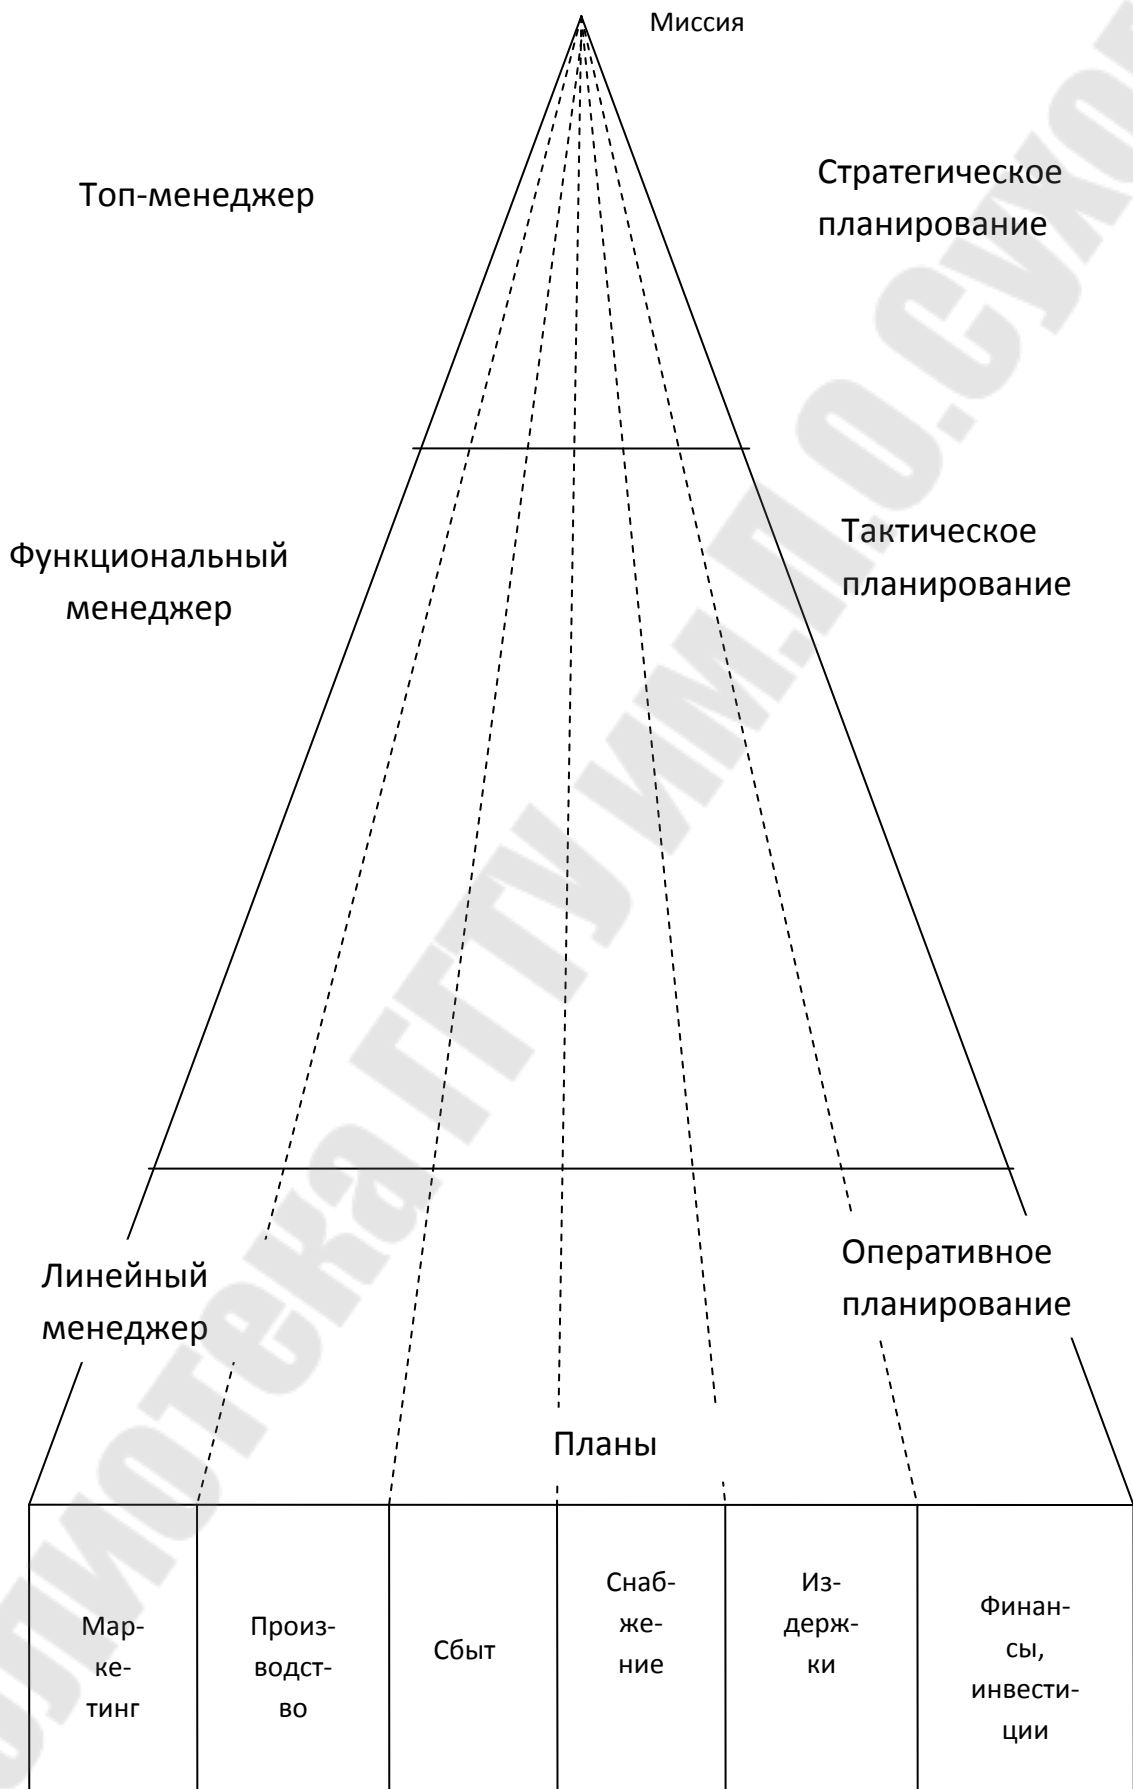 Миссия
Топ-менеджер
Стратегическое
планирование
Функциональный
менеджер
Тактическое
планирование
Линейный
менеджер
Оперативное
планирование
Планы
Мар-
ке-
тинг
Произ-
водст-
во
Сбыт
Снаб-
же-
ние
Из-
держ-
ки
Финан-
сы,
инвести-
ции